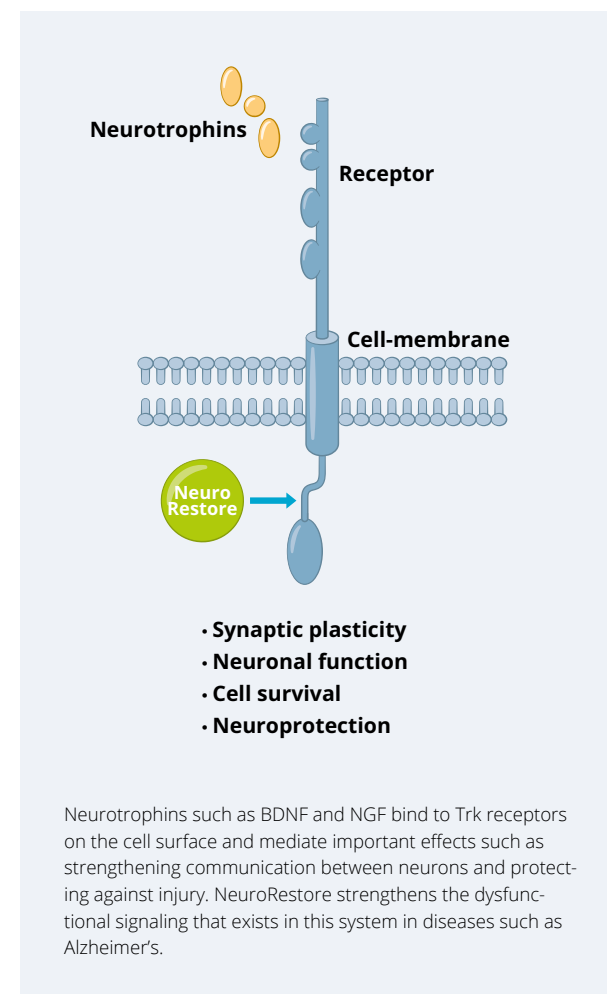 Neurotrophins
Receptor
Cell-membrane
Neuro
Restore
• Synaptic plasticity
• Neuronal function
• Cell survival
• Neuroprotection
Neurotrophins such as BDNF and NGF bind to Trk receptors
on the cell surface and mediate important effects such as
strengthening communication between neurons and protect-
ing against injury. NeuroRestore strengthens the dysfunc-
tional signaling that exists in this system in diseases such as
Alzheimer’s.